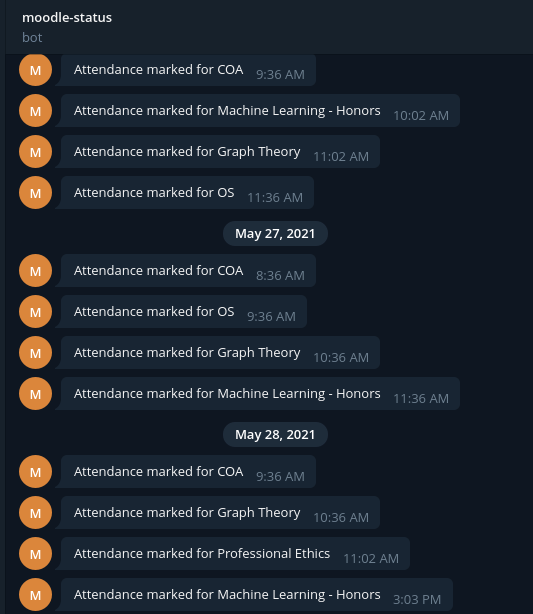 moodle-status
bot
M Attendance marked for COA 9:36 AM
M Attendance marked for Machine Learning - Honors 10:02 AM
M Attendance marked for Graph Theory 11:02 AM
M Attendance marked for OS 11:36 AM
May 27, 2021
M Attendance marked for COA 8:36 AM
M Attendance marked for OS 9:36 AM
M Attendance marked for Graph Theory 10:36 AM
M Attendance marked for Machine Learning - Honors 11:36 AM
May 28, 2021
M Attendance marked for COA 9:36 AM
M Attendance marked for Graph Theory 10:36 AM
M Attendance marked for Professional Ethics 11:02 AM
M Attendance marked for Machine Learning - Honors 3:03 PM